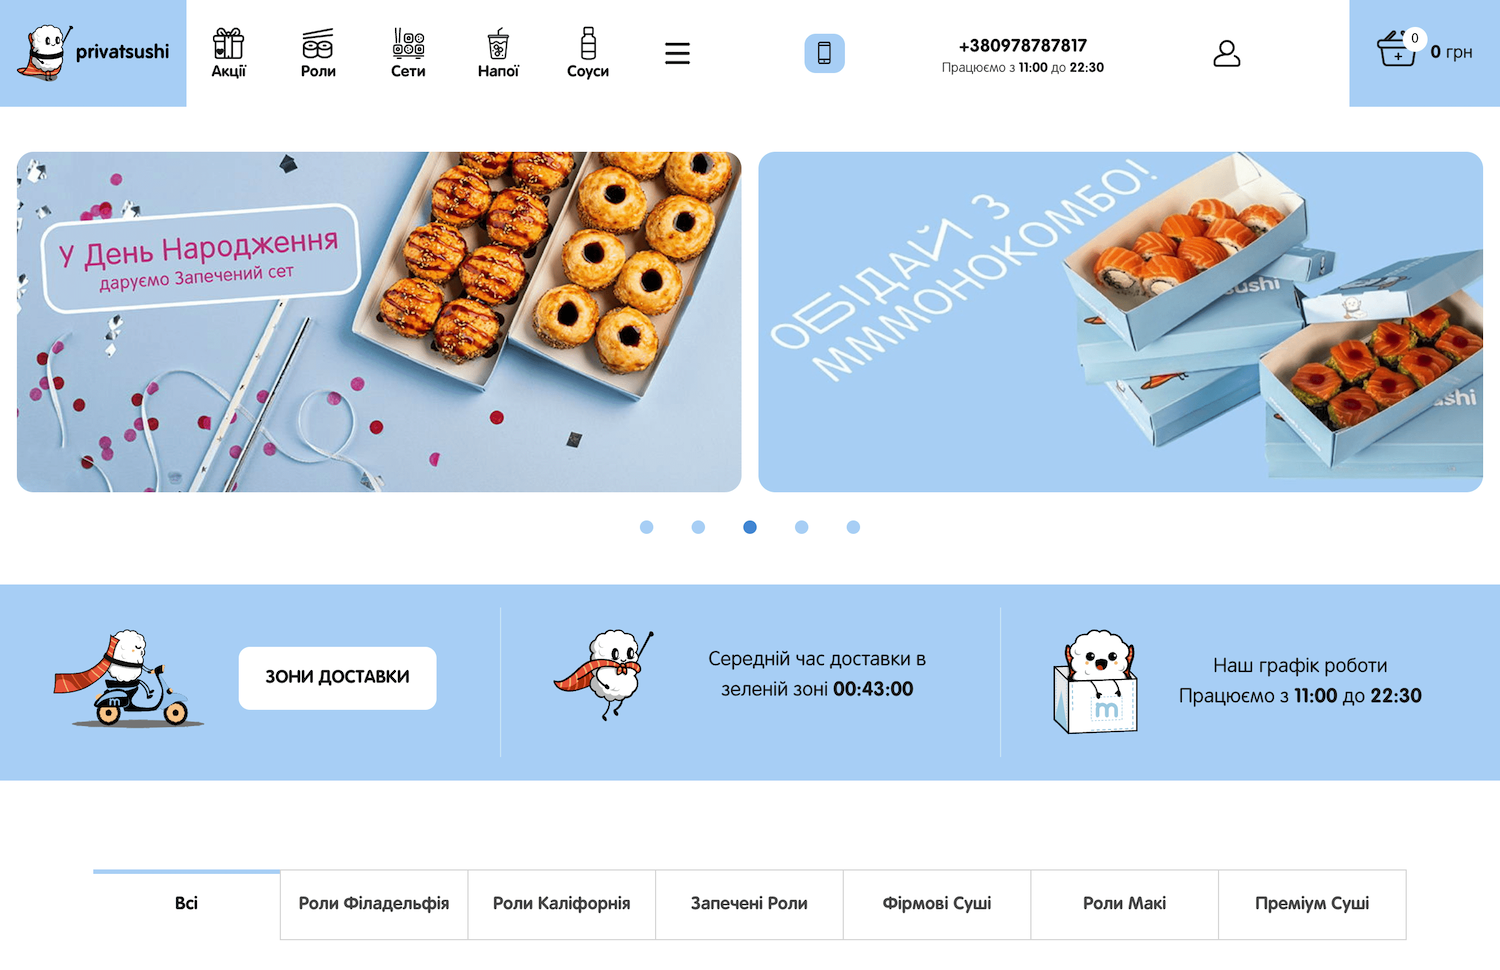 privatsushi
Акції
Роли
Сети
Напої
Соуси
+380978787817
Працюємо з 11:00 до 22:30
0
0 грн
У День Народження
даруємо Запечений сет
ОБІДАЙ З
МММОНОКОМБО!
sushi
ushi
ЗОНИ ДОСТАВКИ
Середній час доставки в
зеленій зоні 00:43:00
m
Наш графік роботи
Працюємо з 11:00 до 22:30
Всі
Роли Філадельфія
Роли Каліфорнія
Запечені Роли
Фірмові Суші
Роли Макі
Преміум Суші